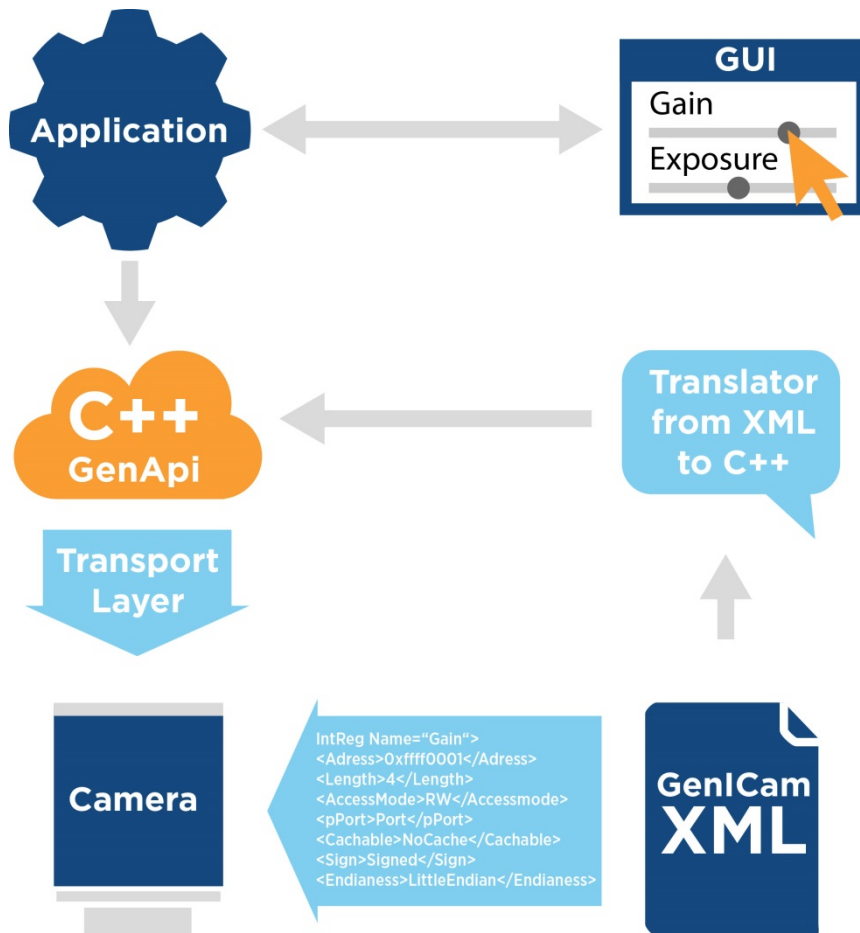 Application
GUI
Gain
Exposure
C++
GenApi
Translator
from XML
to C++
Transport
Layer
Camera
IntReg Name=“Gain“>
<Adress>0xffff0001</Adress>
<Length>4</Length>
<AccessMode>RW</Accessmode>
<pPort>Port</pPort>
<Cachable>NoCache</Cachable>
<Sign>Signed</Sign>
<Endianess>LittleEndian</Endianess>
GenICam
XML